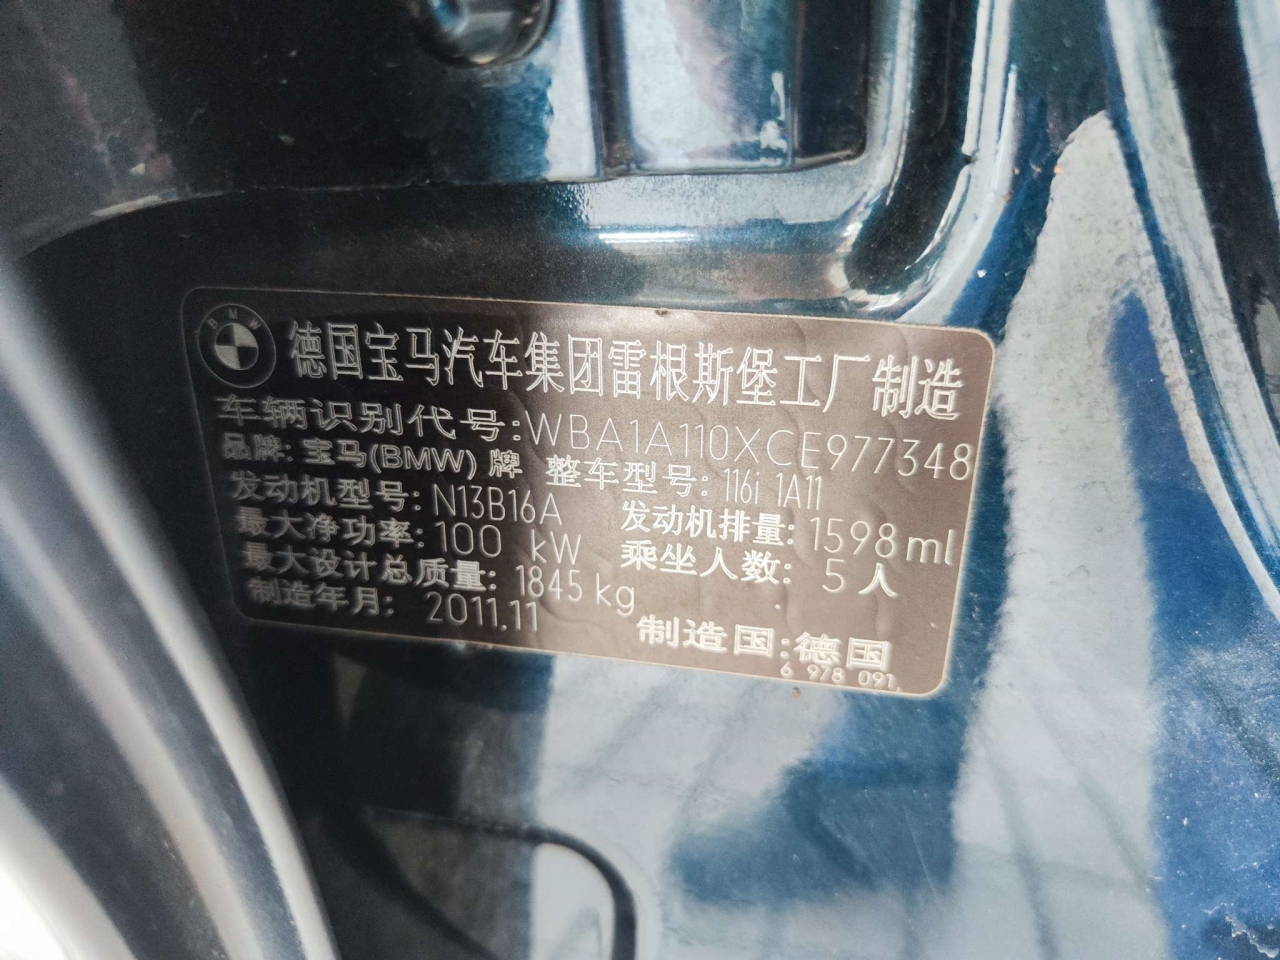 BMW
德国宝马汽车集团雷根斯堡工厂制造
车辆识别代号:WBA1A110XCE977348
品牌:宝马(BMW)牌 整车型号:116i 1A11
发动机型号:N13B16A 发动机排量:1598ml
最大净功率:100 kW 乘坐人数:5人
最大设计总质量:1845kg
制造年月:2011.11 制造国:德国
6 978 091